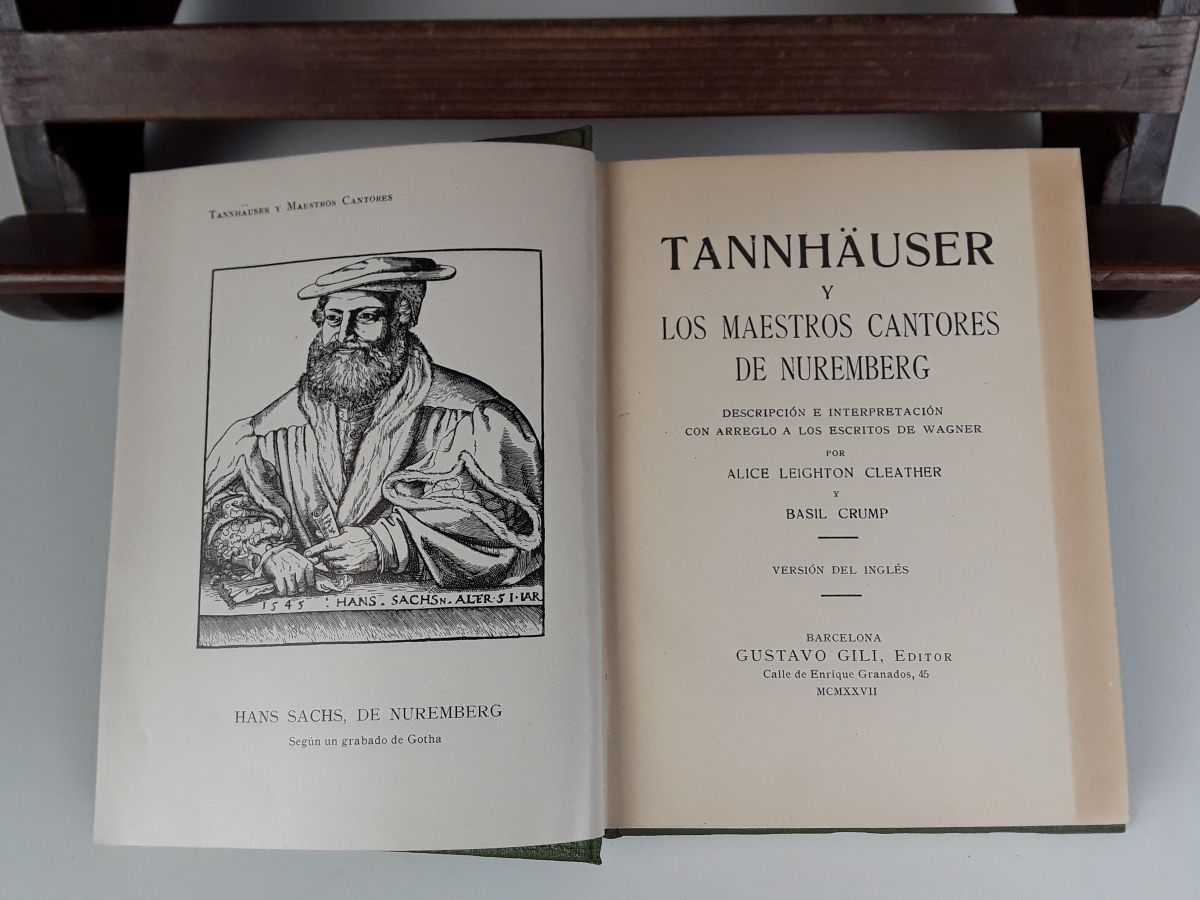 TANNHÄUSER Y MAESTROS CANTORES
1545 : HANS . SACHSN . ALTER . 51 . IAR
HANS SACHS, DE NUREMBERG
Según un grabado de Gotha
TANNHÄUSER
Y
LOS MAESTROS CANTORES
DE NUREMBERG
DESCRIPCIÓN E INTERPRETACIÓN
CON ARREGLO A LOS ESCRITOS DE WAGNER
POR
ALICE LEIGHTON CLEATHER
Y
BASIL CRUMP
VERSIÓN DEL INGLÉS
BARCELONA
GUSTAVO GILI, EDITOR
Calle de Enrique Granados, 45
MCMXXVII